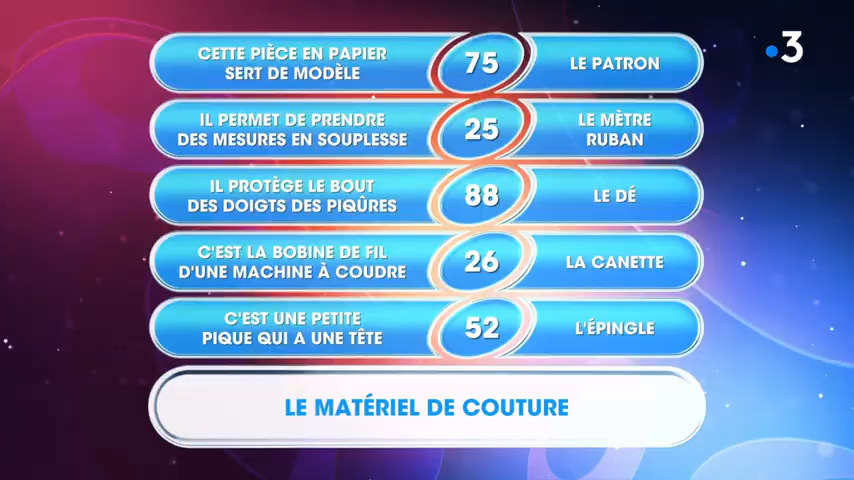 3
CETTE PIÈCE EN PAPIER
SERT DE MODÈLE
75
LE PATRON
IL PERMET DE PRENDRE
DES MESURES EN SOUPLESSE
25
LE MÈTRE
RUBAN
IL PROTÈGE LE BOUT
DES DOIGTS DES PIQÛRES
88
LE DÉ
C'EST LA BOBINE DE FIL
D'UNE MACHINE À COUDRE
26
LA CANETTE
C'EST UNE PETITE
PIQUE QUI A UNE TÊTE
52
L'ÉPINGLE
LE MATÉRIEL DE COUTURE